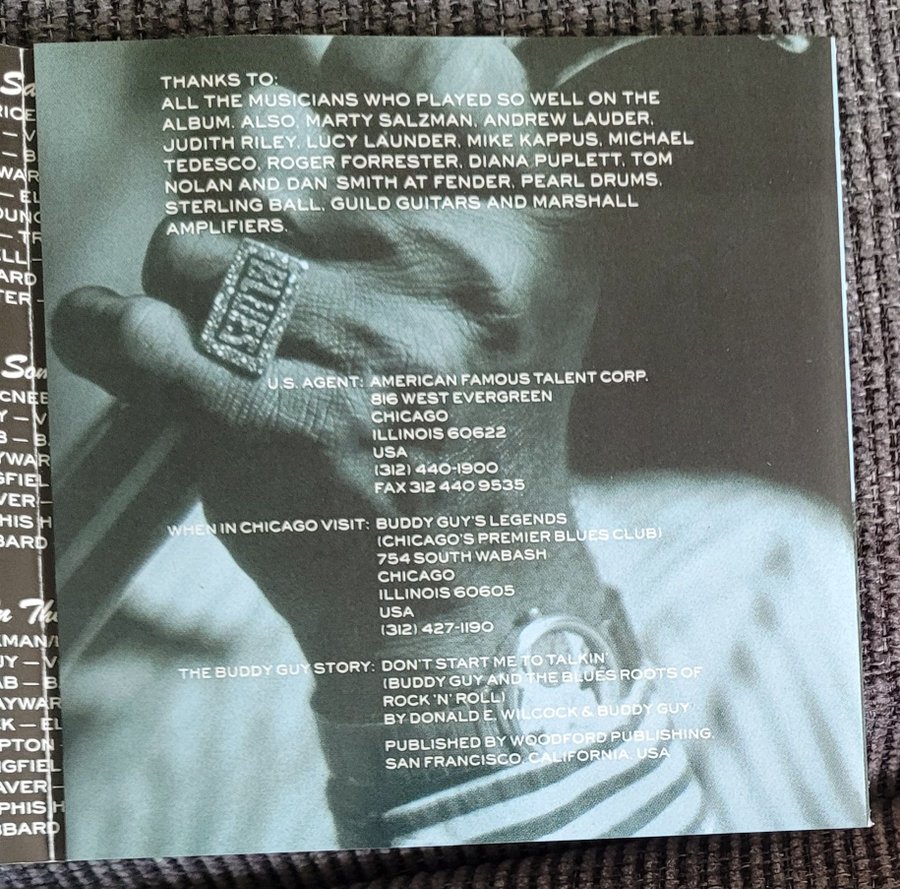 THANKS TO:
ALL THE MUSICIANS WHO PLAYED SO WELL ON THE
ALBUM. ALSO, MARTY SALZMAN, ANDREW LAUDER,
JUDITH RILEY, LUCY LAUNDER, MIKE KAPPUS, MICHAEL
TEDESCO, ROGER FORRESTER, DIANA PUPLETT, TOM
NOLAN AND DAN SMITH AT FENDER, PEARL DRUMS,
STERLING BALL, GUILD GUITARS AND MARSHALL
AMPLIFIERS.
BLUES
U.S. AGENT: AMERICAN FAMOUS TALENT CORP.
816 WEST EVERGREEN
CHICAGO
ILLINOIS 60622
USA
(312) 440-1900
FAX 312 440 9535
WHEN IN CHICAGO VISIT: BUDDY GUY'S LEGENDS
(CHICAGO'S PREMIER BLUES CLUB)
754 SOUTH WABASH
CHICAGO
ILLINOIS 60605
USA
(312) 427-1190
THE BUDDY GUY STORY: DON'T START ME TO TALKIN'
(BUDDY GUY AND THE BLUES ROOTS OF
ROCK 'N' ROLL)
BY DONALD E. WILCOCK & BUDDY GUY
PUBLISHED BY WOODFORD PUBLISHING.
SAN FRANCISCO, CALIFORNIA, USA